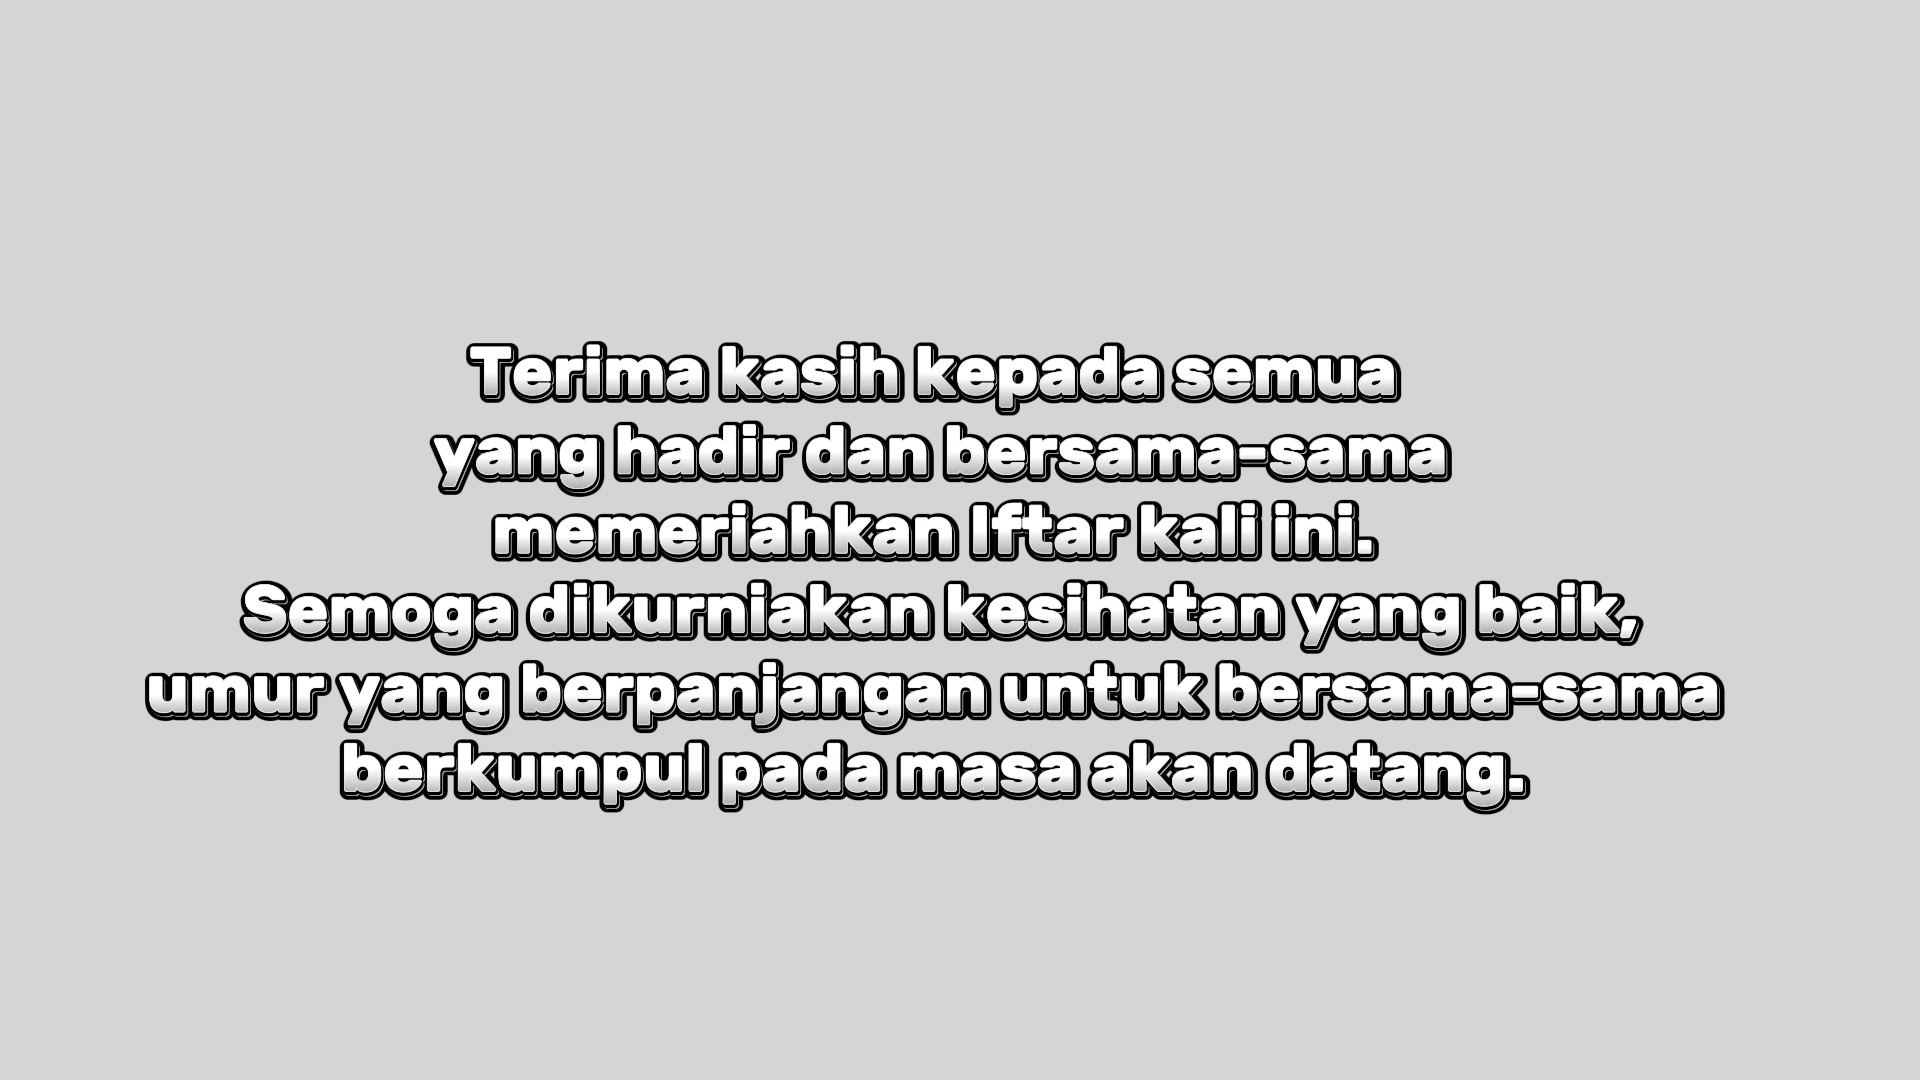 Terima kasih kepada semua
yang hadir dan bersama-sama
memeriahkan Iftar kali ini.
Semoga dikurniakan kesihatan yang baik,
umur yang berpanjangan untuk bersama-sama
berkumpul pada masa akan datang.